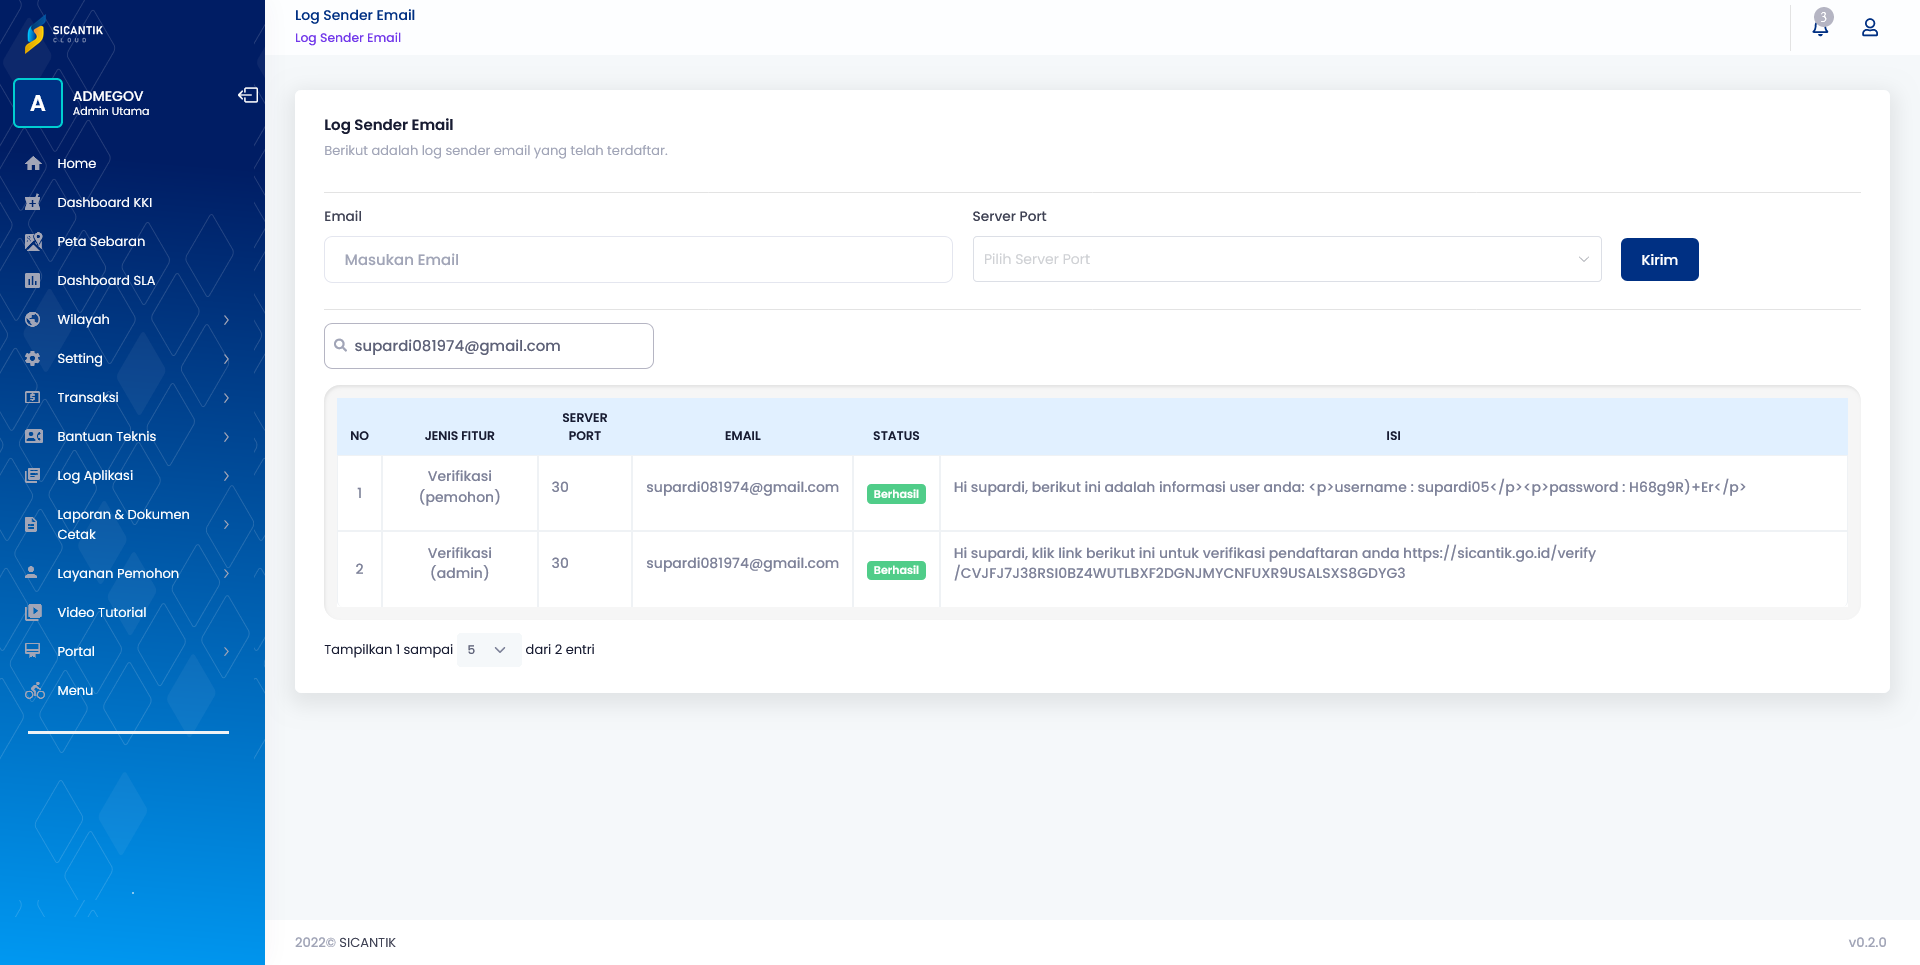 SICANTIK
CLOUD
A
ADMEGOV
Admin Utama
Home
Dashboard KKI
Peta Sebaran
Dashboard SLA
Wilayah
Setting
Transaksi
Bantuan Teknis
Log Aplikasi
Laporan & Dokumen
Cetak
Layanan Pemohon
Video Tutorial
Portal
Menu
Log Sender Email
Log Sender Email
3
Log Sender Email
Berikut adalah log sender email yang telah terdaftar.
Email
Server Port
Masukan Email
Pilih Server Port
Kirim
supardi081974@gmail.com
NO JENIS FITUR SERVER PORT EMAIL STATUS ISI
1 Verifikasi (pemohon) 30 supardi081974@gmail.com Berhasil Hi supardi, berikut ini adalah informasi user anda: <p>username : supardi05</p><p>password : H68g9R)+Er</p>
2 Verifikasi (admin) 30 supardi081974@gmail.com Berhasil Hi supardi, klik link berikut ini untuk verifikasi pendaftaran anda https://sicantik.go.id/verify
/CVJFJ7J38RSI0BZ4WUTLBXF2DGNJMYCNFUXR9USALSXS8GDYG3
Tampilkan 1 sampai 5 dari 2 entri
2022© SICANTIK
v0.2.0